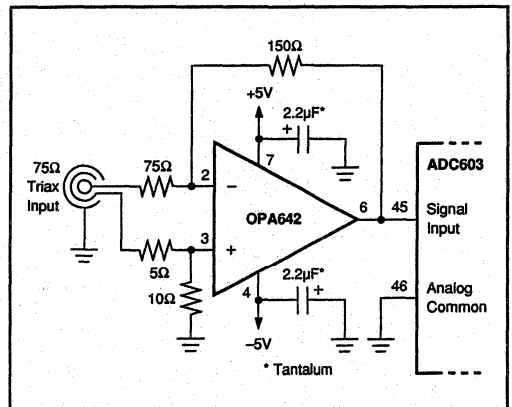 150Ω
+5V
2.2µF*
+
7
ADC603
75Ω
Triax
Input
75Ω
2
−
OPA642
6
45
Signal
Input
3
+
5Ω
10Ω
4
2.2µF*
+
46
Analog
Common
−5V
* Tantalum